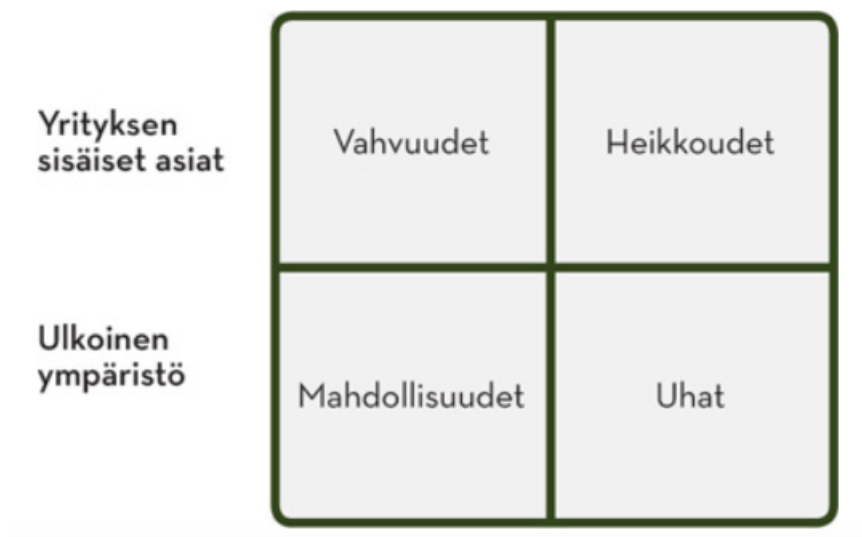 Yrityksen
sisäiset asiat
Vahvuudet
Heikkoudet
Ulkoinen
ympäristö
Mahdollisuudet
Uhat